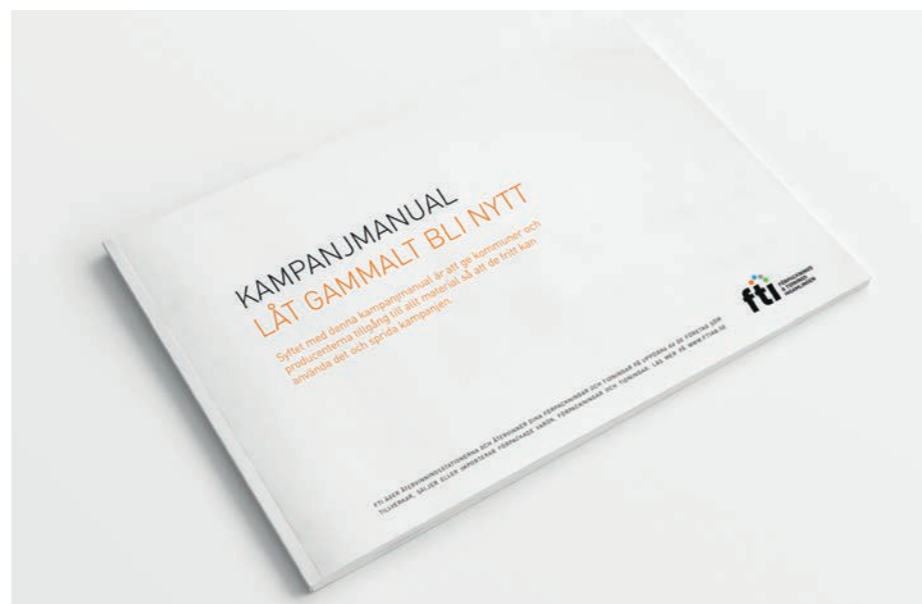 KAMPANJMANUAL
LÅT GAMMALT BLI NYTT
Syftet med denna kampanjmanual är att ge kommuner och
producenterna tillgång till allt material så att de fritt kan
använda det och sprida kampanjen.
fti FÖRPACKNINGS
& TIDNINGS
INSAMLINGEN
FTI ÄGER ÅTERVINNINGSSTATIONERNA OCH ÅTERVINNER DINA FÖRPACKNINGAR OCH TIDNINGAR PÅ UPPDRAG AV DE FÖRETAG SOM
TILLVERKAR, SÄLJER ELLER IMPORTERAR FÖRPACKADE VAROR, FÖRPACKNINGAR OCH TIDNINGAR. LÄS MER PÅ WWW.FTIAB.SE